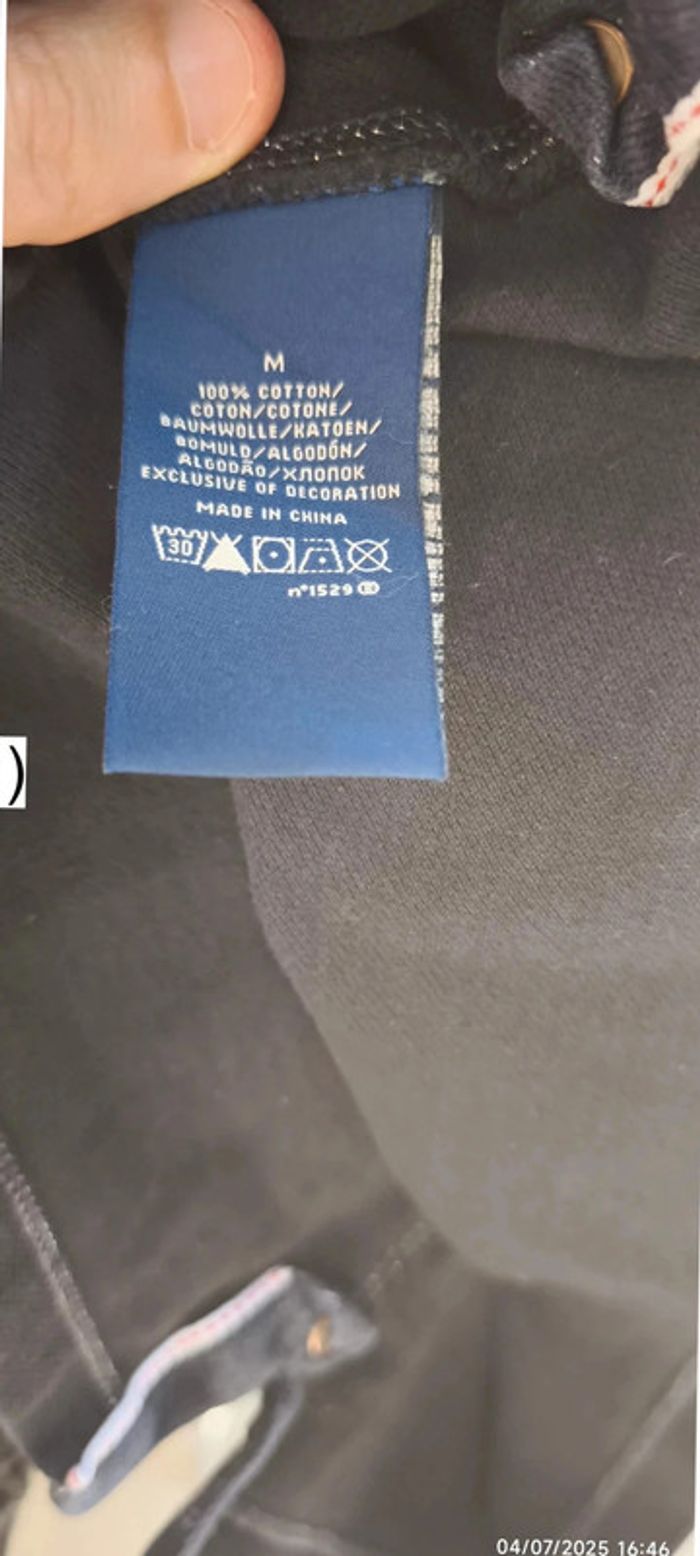 M
100% COTTON/
COTON/COTONE/
BAUMWOLLE/KATOEN/
BOMULD/ALGODÓN/
ALGODÃO/ХЛОПОК
EXCLUSIVE OF DECORATION
MADE IN CHINA
30
n°1529
)
04/07/2025 16:46